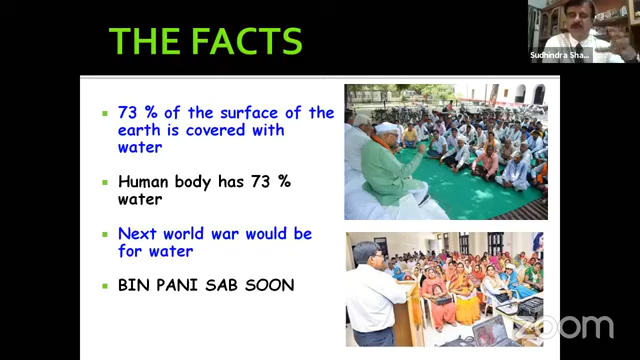 THE FACTS
Sudhindra Sha...
73 % of the surface of the
earth is covered with
water
Human body has 73 %
water
Next world war would be
for water
BIN PANI SAB SOON
zoom